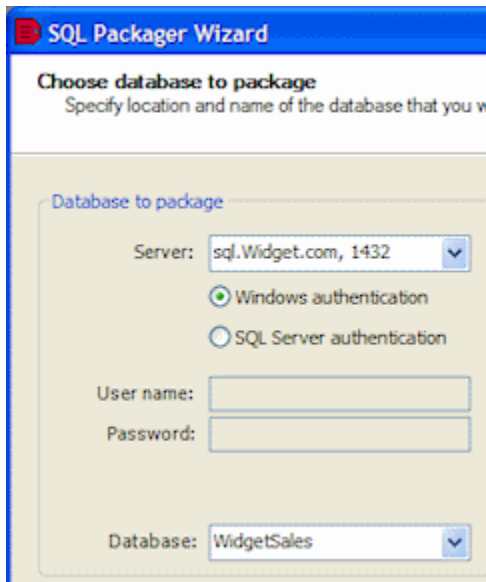 SQL Packager Wizard
Choose database to package
Specify location and name of the database that you
Database to package
Server: sql.Widget.com, 1432
Windows authentication
SQL Server authentication
User name:
Password:
Database: WidgetSales